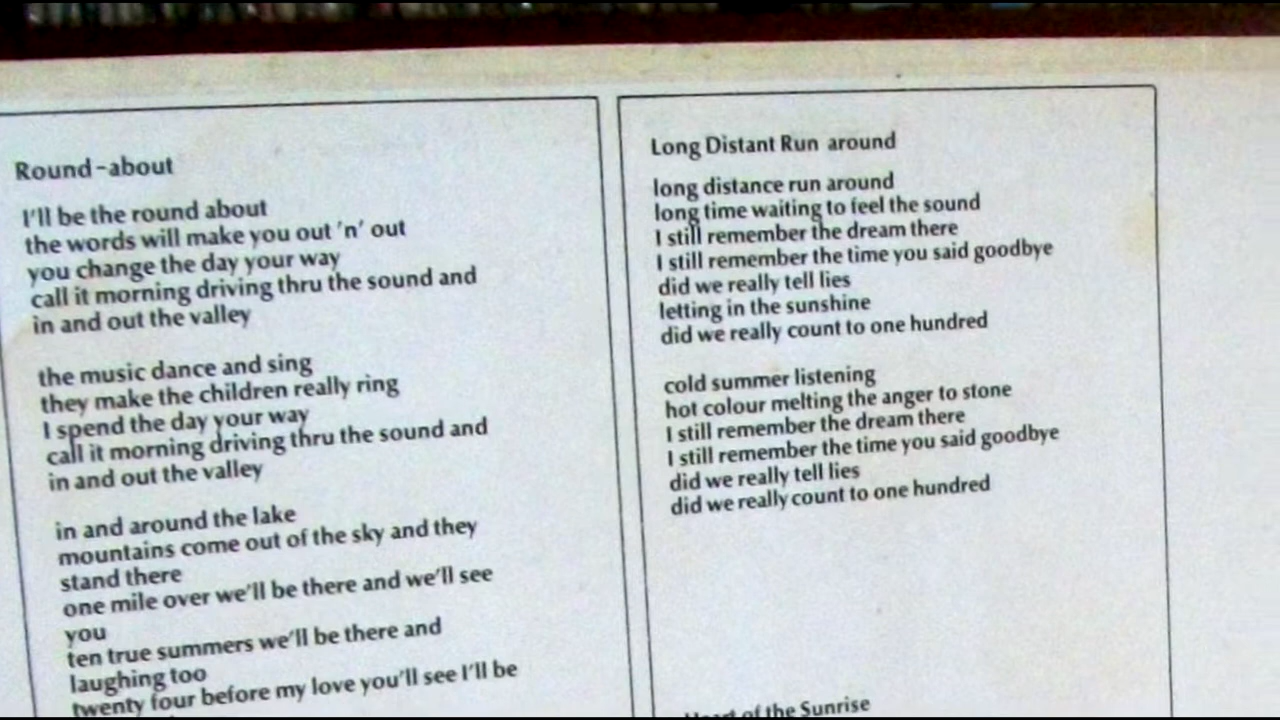 Round-about
I'll be the round about
the words will make you out 'n' out
you change the day your way
call it morning driving thru the sound and
in and out the valley
the music dance and sing
they make the children really ring
I spend the day your way
call it morning driving thru the sound and
in and out the valley
in and around the lake
mountains come out of the sky and they
stand there
one mile over we'll be there and we'll see
you
ten true summers we'll be there and
laughing too
twenty four before my love you'll see I'll be
Long Distant Run around
long distance run around
long time waiting to feel the sound
I still remember the dream there
I still remember the time you said goodbye
did we really tell lies
letting in the sunshine
did we really count to one hundred
cold summer listening
hot colour melting the anger to stone
I still remember the dream there
I still remember the time you said goodbye
did we really tell lies
did we really count to one hundred
Heart of the Sunrise